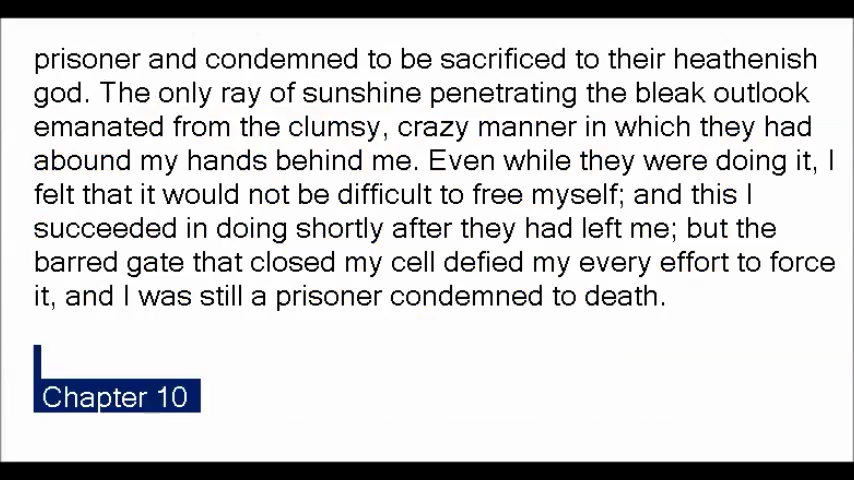 prisoner and condemned to be sacrificed to their heathenish
god. The only ray of sunshine penetrating the bleak outlook
emanated from the clumsy, crazy manner in which they had
abound my hands behind me. Even while they were doing it, I
felt that it would not be difficult to free myself; and this I
succeeded in doing shortly after they had left me; but the
barred gate that closed my cell defied my every effort to force
it, and I was still a prisoner condemned to death.
Chapter 10